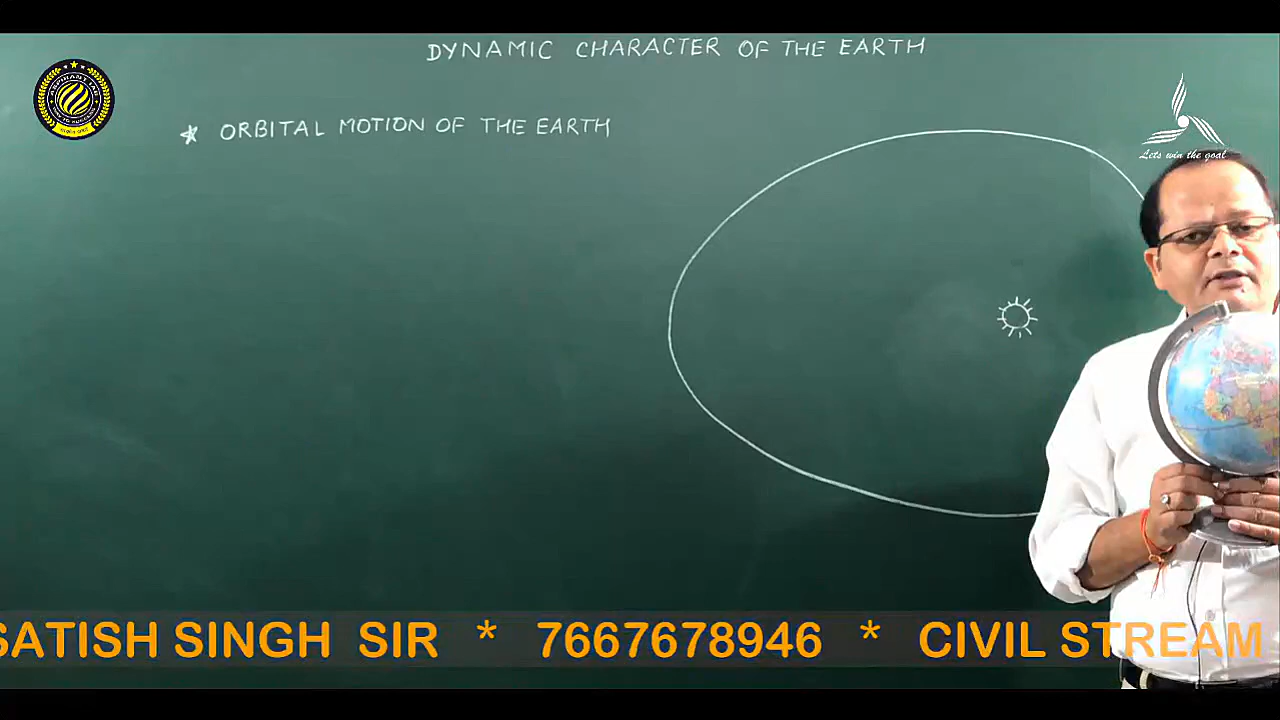 DYNAMIC CHARACTER OF THE EARTH
* ORBITAL MOTION OF THE EARTH
Lets win the goal
SATISH SINGH SIR * 7667678946 * CIVIL STREAM